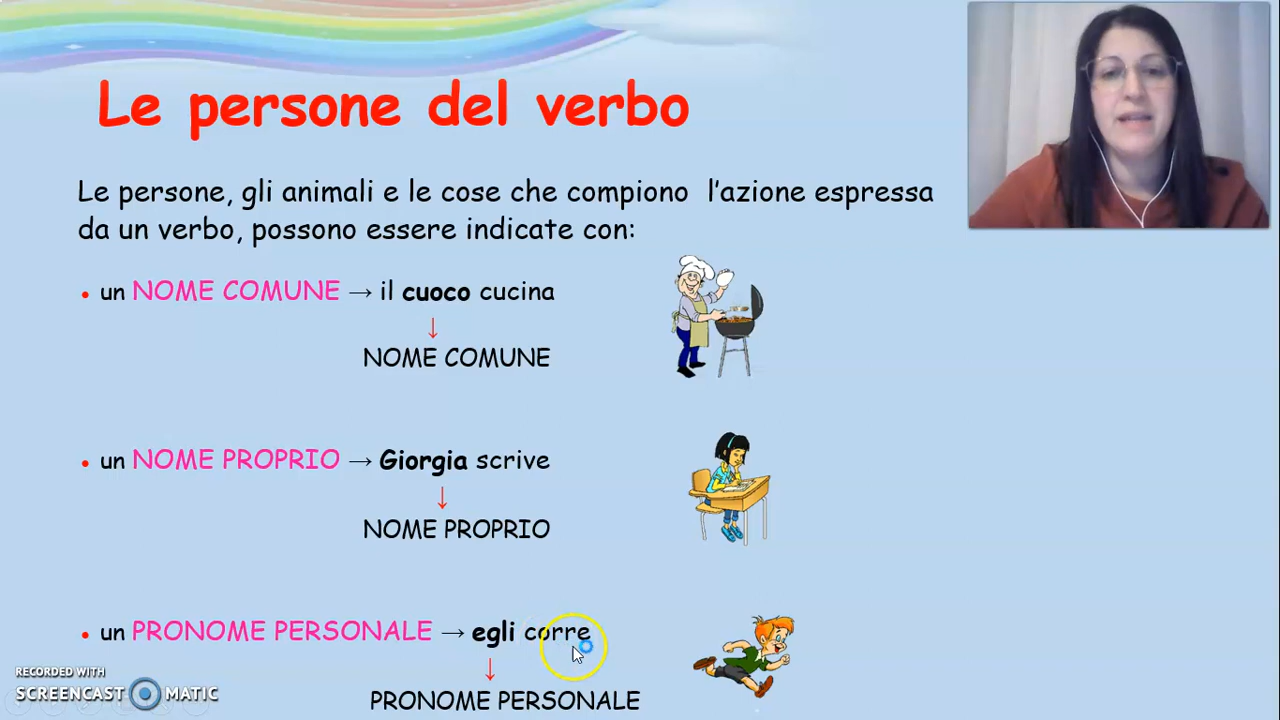 Le persone del verbo
Le persone, gli animali e le cose che compiono l'azione espressa
da un verbo, possono essere indicate con:
• un NOME COMUNE → il cuoco cucina
↓
NOME COMUNE
• un NOME PROPRIO → Giorgia scrive
↓
NOME PROPRIO
• un PRONOME PERSONALE → egli corre
↓
PRONOME PERSONALE
RECORDED WITH
SCREENCAST MATIC